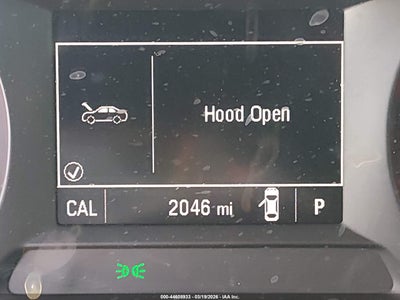 Hood Open
CAL 2046 mi P
000-44608933 - 03/19/2026 - IAA Inc.